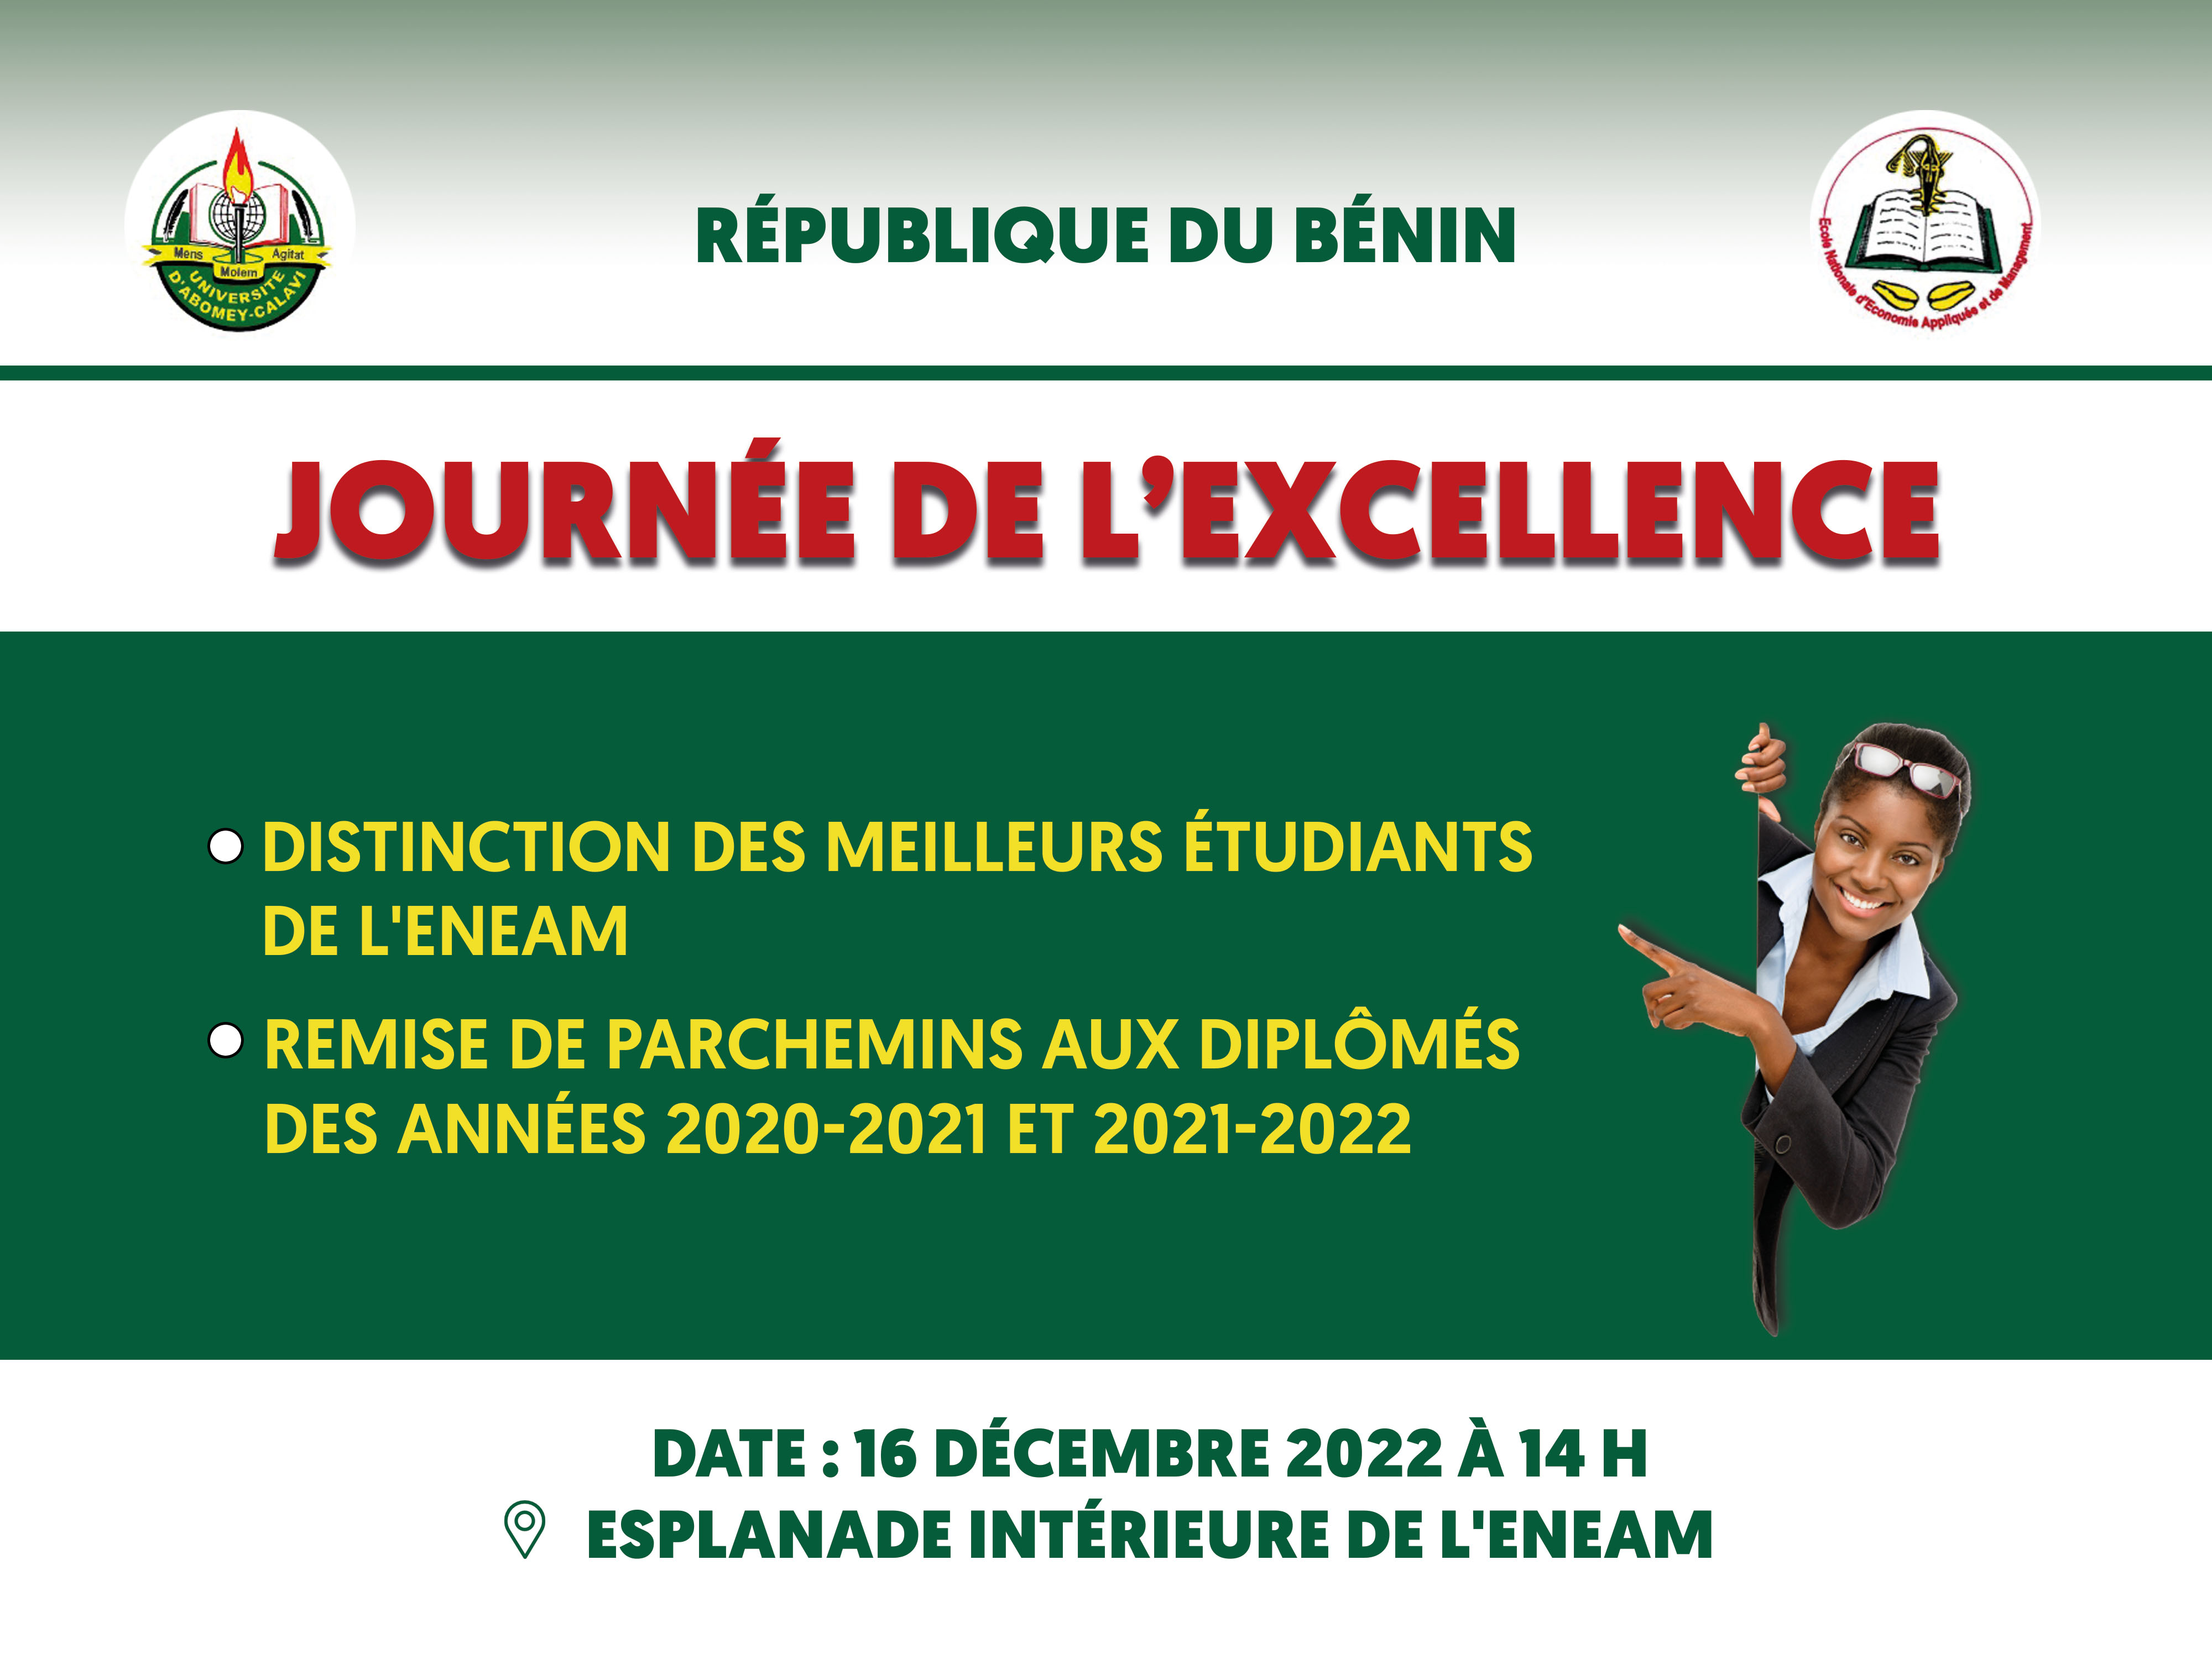 Mens Agitat
Molem
UNIVERSITE
D'ABOMEY-CALAVI
RÉPUBLIQUE DU BÉNIN
Ecole Nationale d'Economie Appliquée et de Management
JOURNÉE DE L’EXCELLENCE
DISTINCTION DES MEILLEURS ÉTUDIANTS
DE L'ENEAM
REMISE DE PARCHEMINS AUX DIPLÔMÉS
DES ANNÉES 2020-2021 ET 2021-2022
DATE : 16 DÉCEMBRE 2022 À 14 H
ESPLANADE INTÉRIEURE DE L'ENEAM